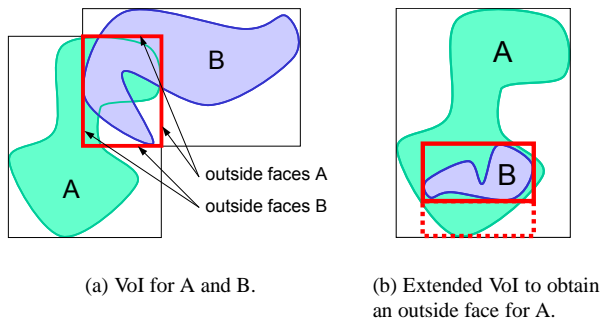 B
A
outside faces A
outside faces B
(a) VoI for A and B.
A
B
(b) Extended VoI to obtain
an outside face for A.